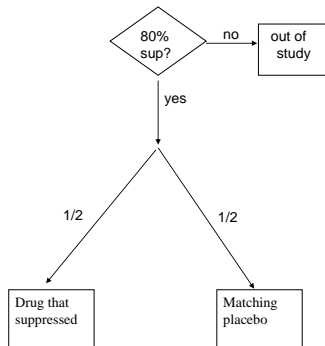 80%
sup?
no
out of
study
yes
1/2
1/2
Drug that
suppressed
Matching
placebo